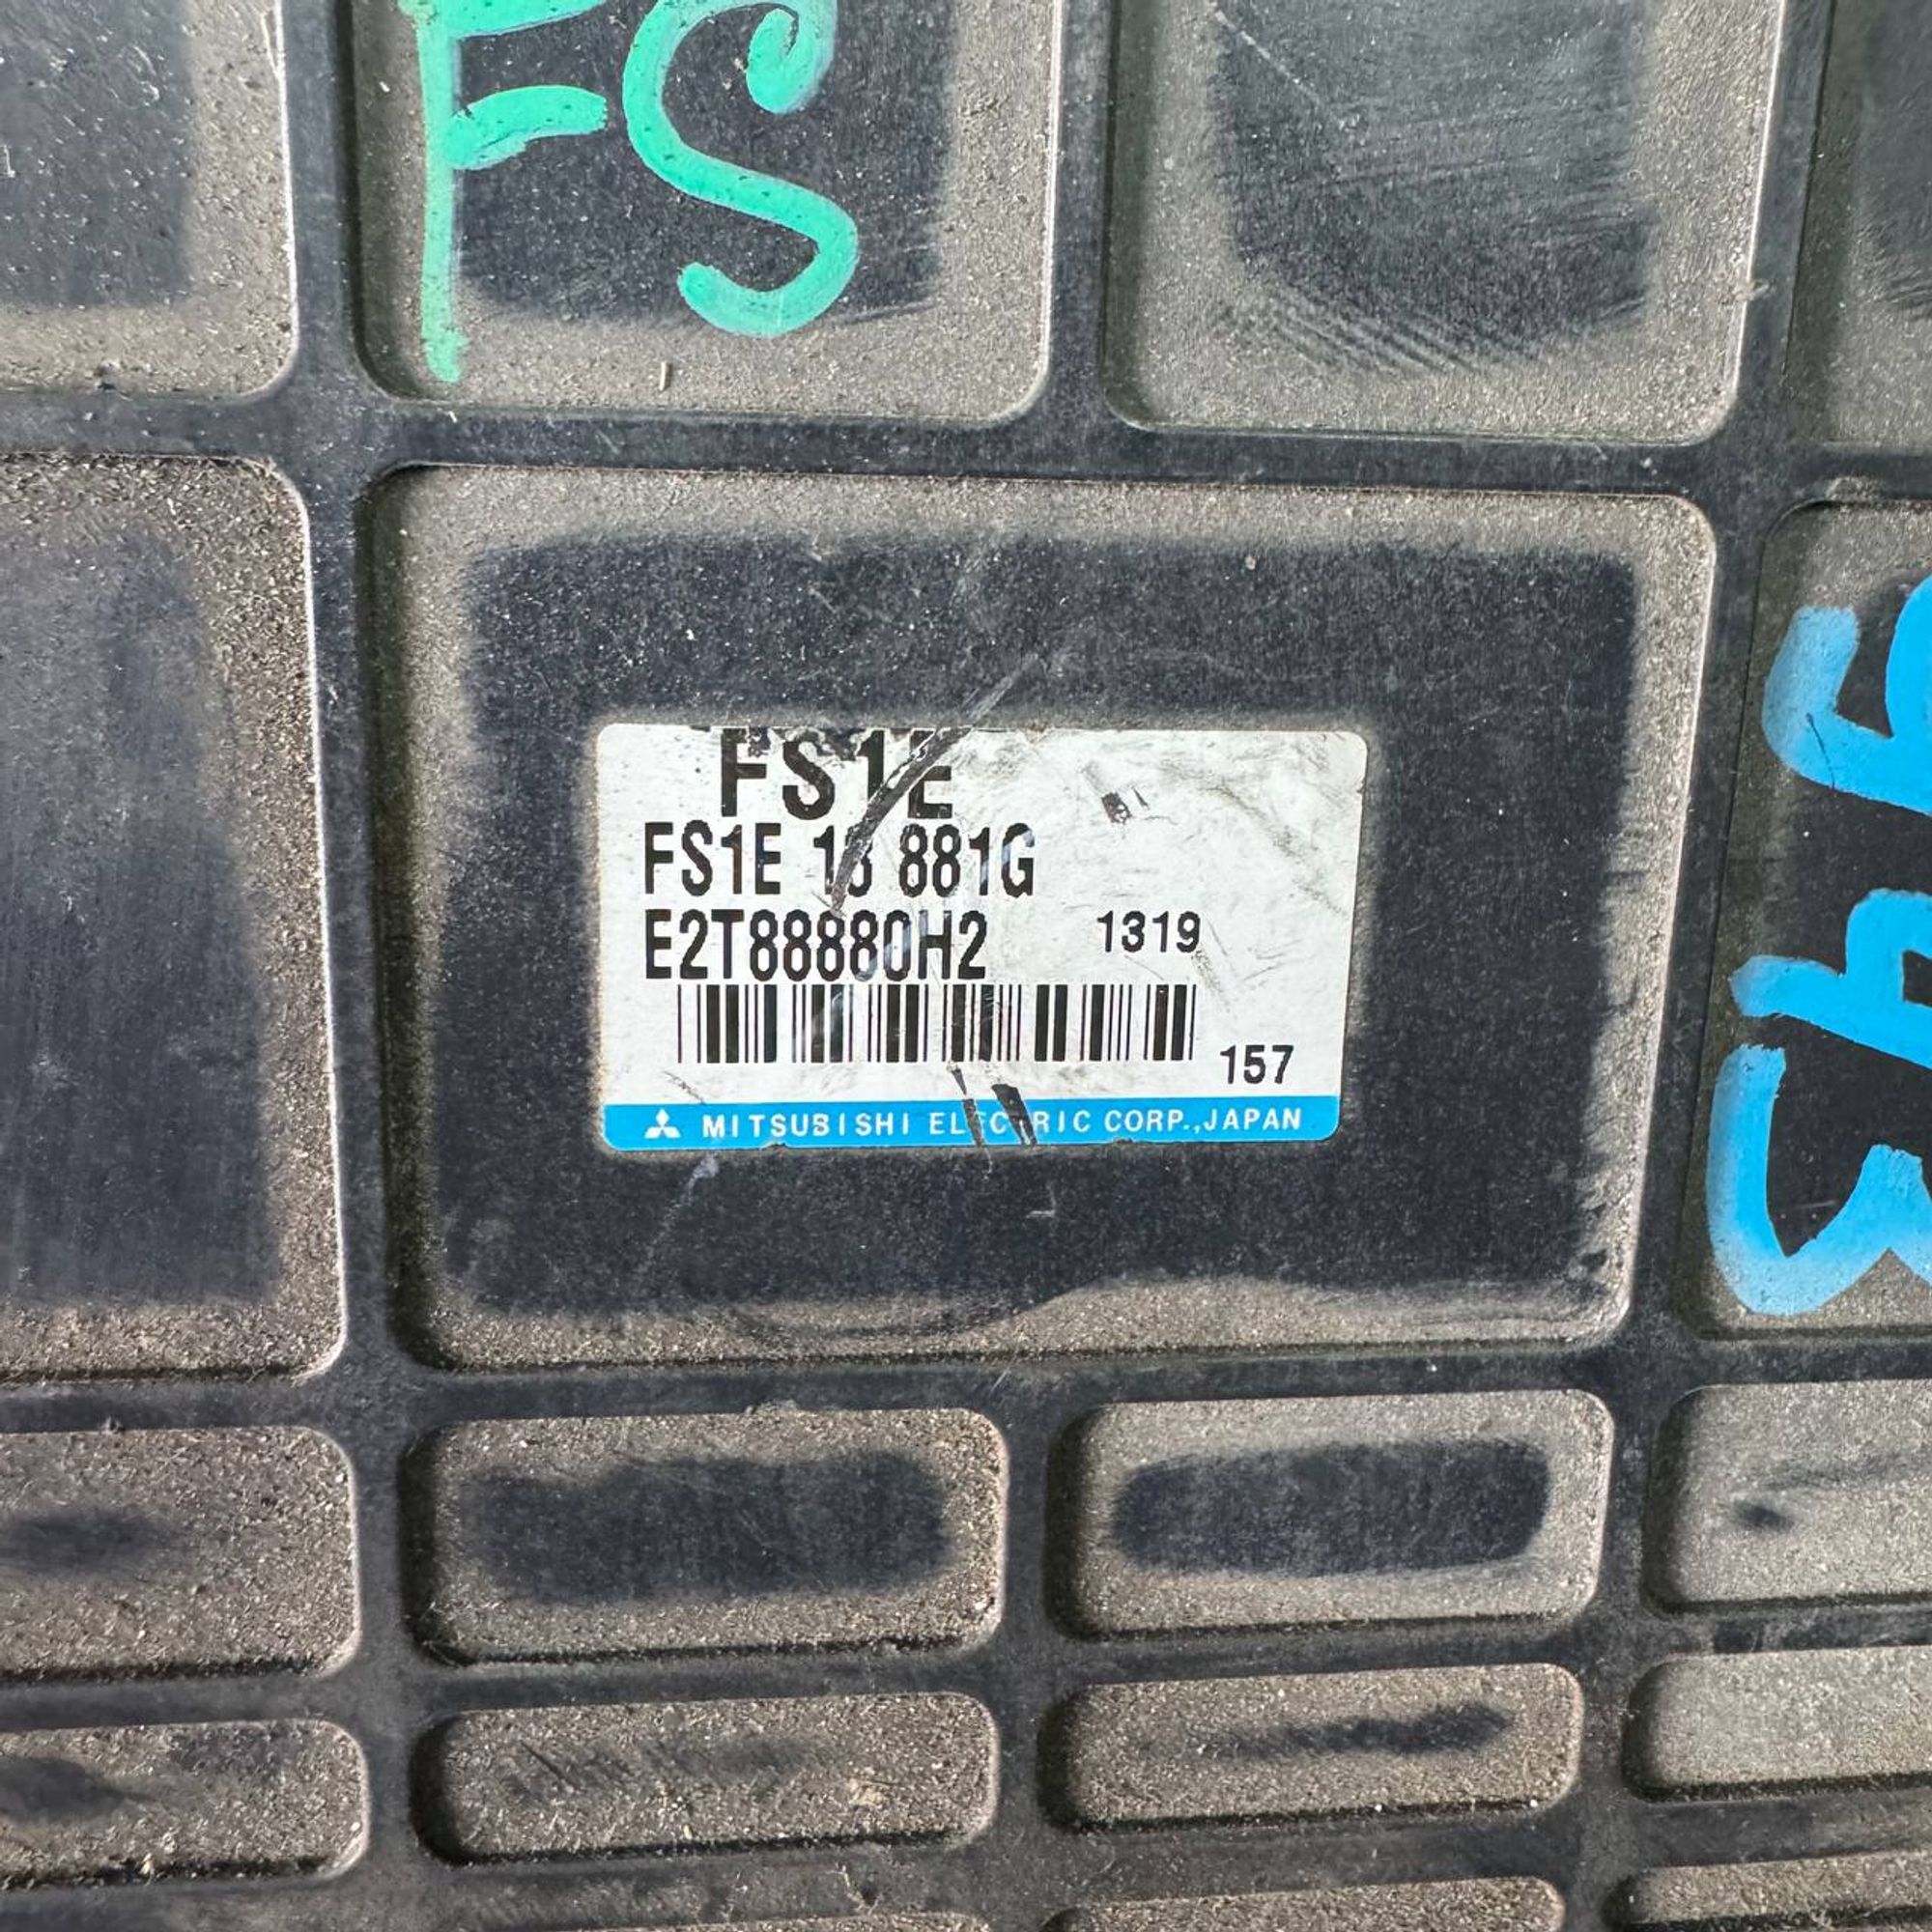 FS
FS1E
FS1E 18 881G
E2T88880H2 1319
157
MITSUBISHI ELECTRIC CORP.,JAPAN